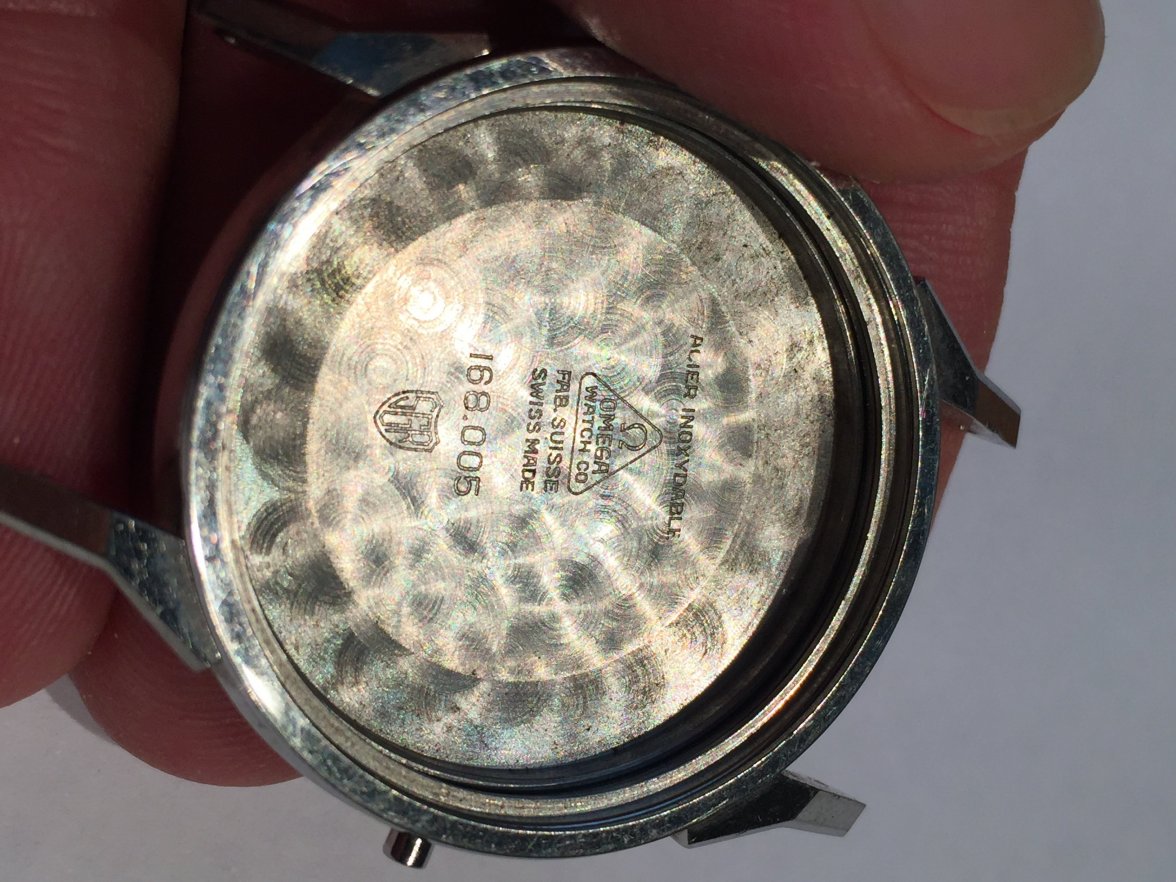 ACIER INOXYDABLE
Ω
OMEGA
WATCH CO
FAB. SUISSE
SWISS MADE
168.005